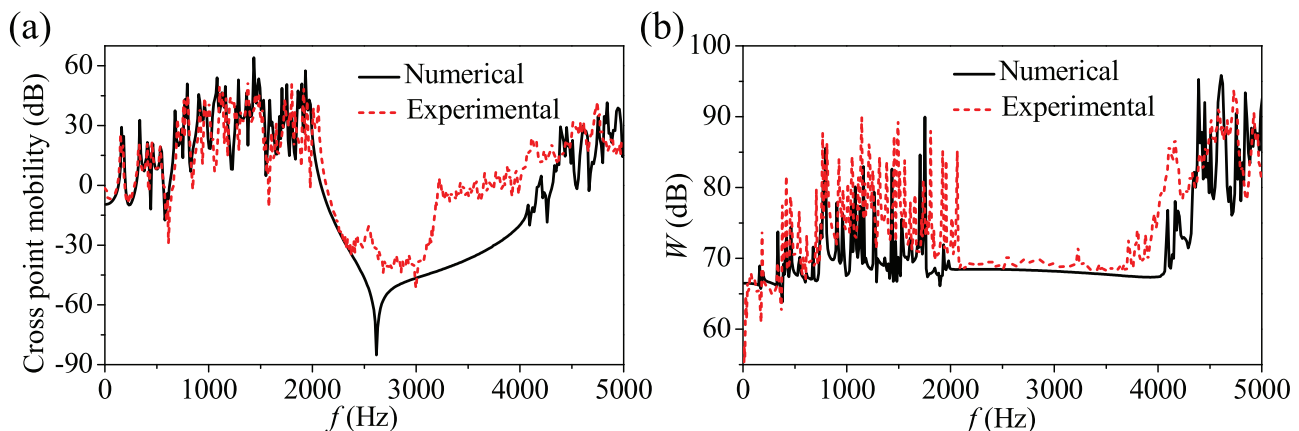 (a)
Cross point mobility (dB)
60
30
0
-30
-60
-90
Numerical
Experimental
0 1000 2000 3000 4000 5000
f (Hz)
(b)
W (dB)
100
90
80
70
60
Numerical
Experimental
0 1000 2000 3000 4000 5000
f (Hz)